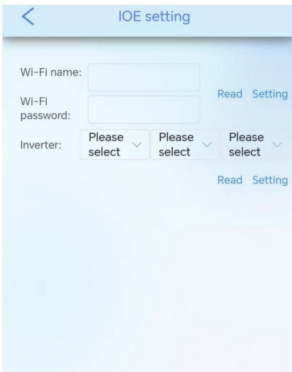 IOE setting
Wi-Fi name:
Read Setting
Wi-Fi
password:
Inverter: Please select Please select Please select
Read Setting